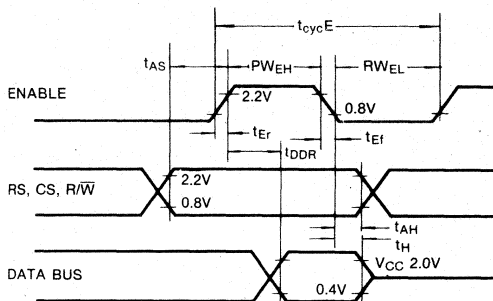 tcycE
tAS
PWEH
RWEL
ENABLE
2.2V
0.8V
tEr
tEf
tDDR
RS, CS, R/W̅
2.2V
0.8V
tAH
tH
VCC 2.0V
DATA BUS
0.4V